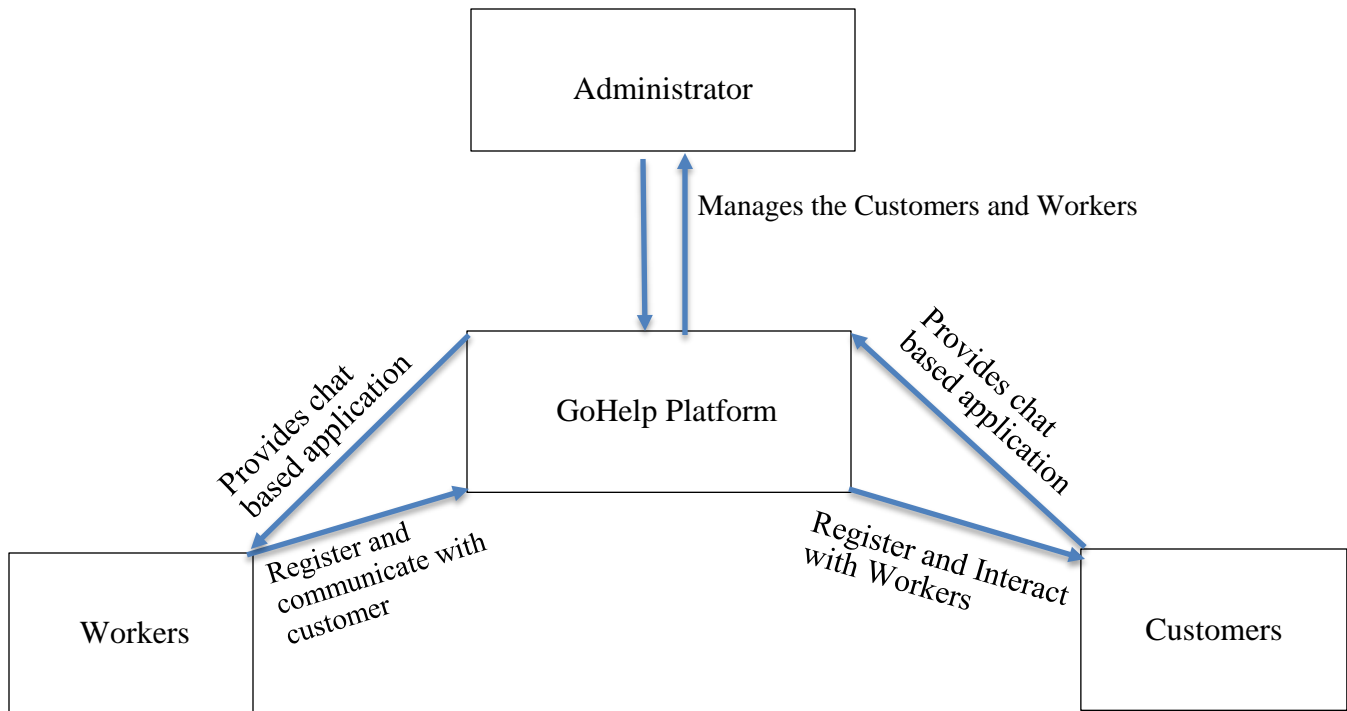 Administrator
Manages the Customers and Workers
Provides chat
based application
GoHelp Platform
Provides chat
based application
Register and
communicate with
customer
Register and Interact
with Workers
Workers
Customers